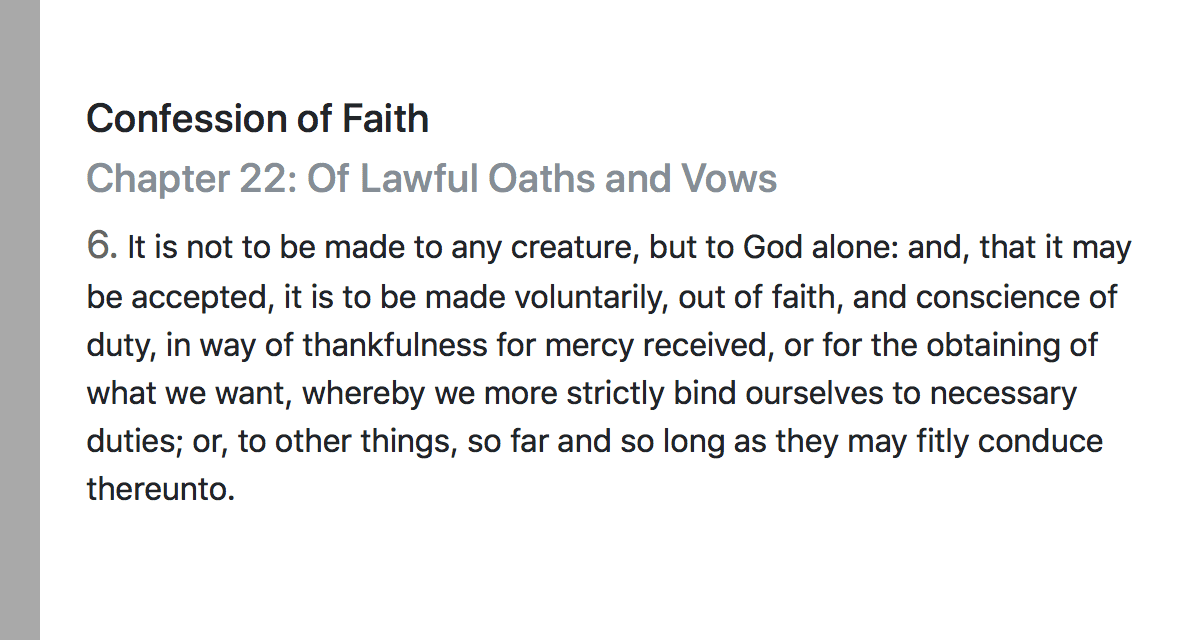 Confession of Faith
Chapter 22: Of Lawful Oaths and Vows
6. It is not to be made to any creature, but to God alone: and, that it may
be accepted, it is to be made voluntarily, out of faith, and conscience of
duty, in way of thankfulness for mercy received, or for the obtaining of
what we want, whereby we more strictly bind ourselves to necessary
duties; or, to other things, so far and so long as they may fitly conduce
thereunto.